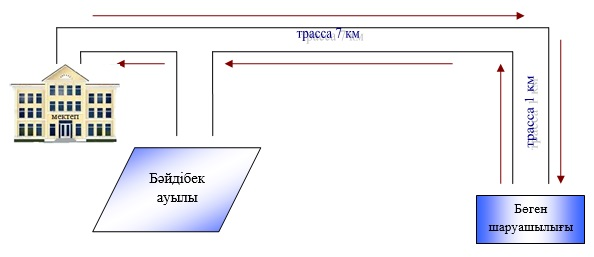 трасса 7 км
трасса 1 км
мектеп
Бәйдібек
ауылы
Бөген
шаруашылығы